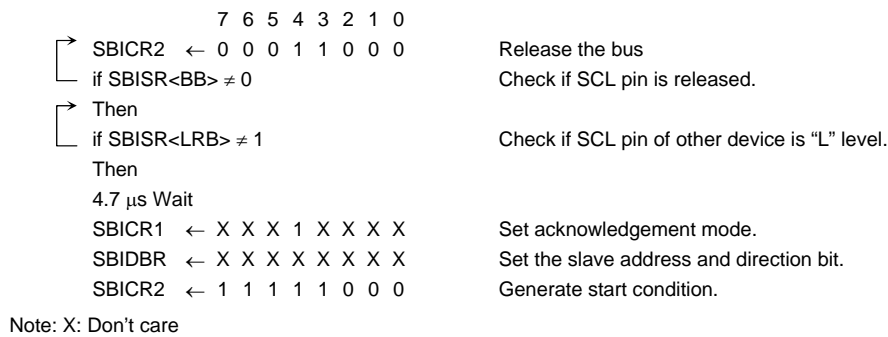 7 6 5 4 3 2 1 0
SBICR2 ← 0 0 0 1 1 0 0 0 Release the bus
if SBISR<BB> ≠ 0 Check if SCL pin is released.
Then
if SBISR<LRB> ≠ 1 Check if SCL pin of other device is “L” level.
Then
4.7 μs Wait
SBICR1 ← X X X 1 X X X X Set acknowledgement mode.
SBIDBR ← X X X X X X X X Set the slave address and direction bit.
SBICR2 ← 1 1 1 1 1 0 0 0 Generate start condition.
Note: X: Don’t care